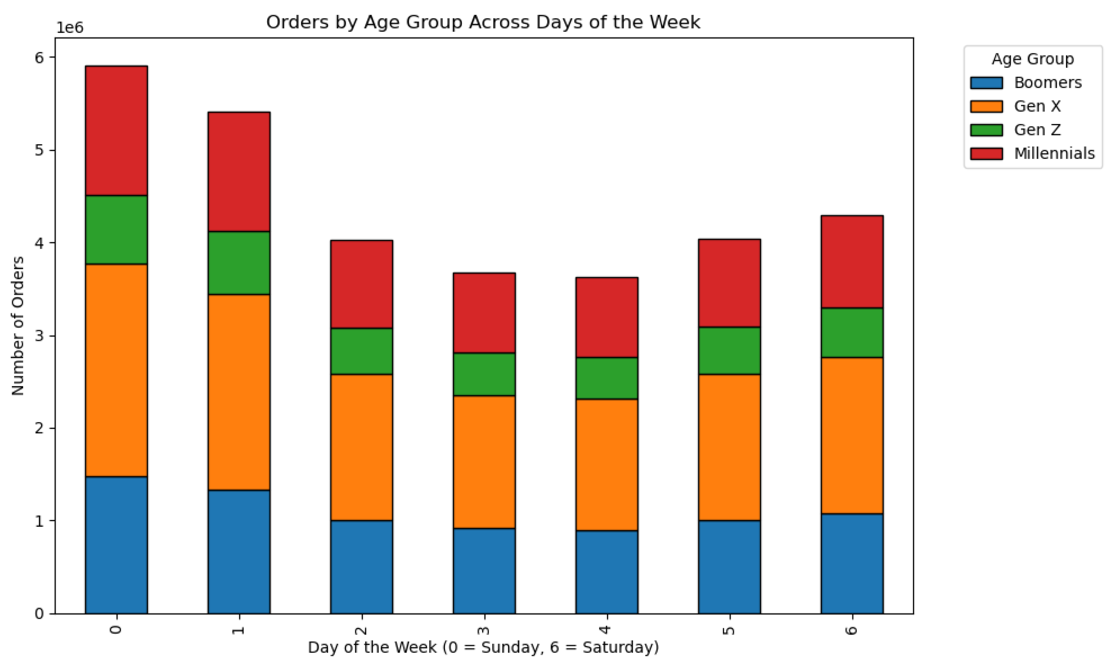 Orders by Age Group Across Days of the Week
1e6
6
5
4
3
2
1
0
Number of Orders
0
1
2
3
4
5
6
Day of the Week (0 = Sunday, 6 = Saturday)
Age Group
Boomers
Gen X
Gen Z
Millennials